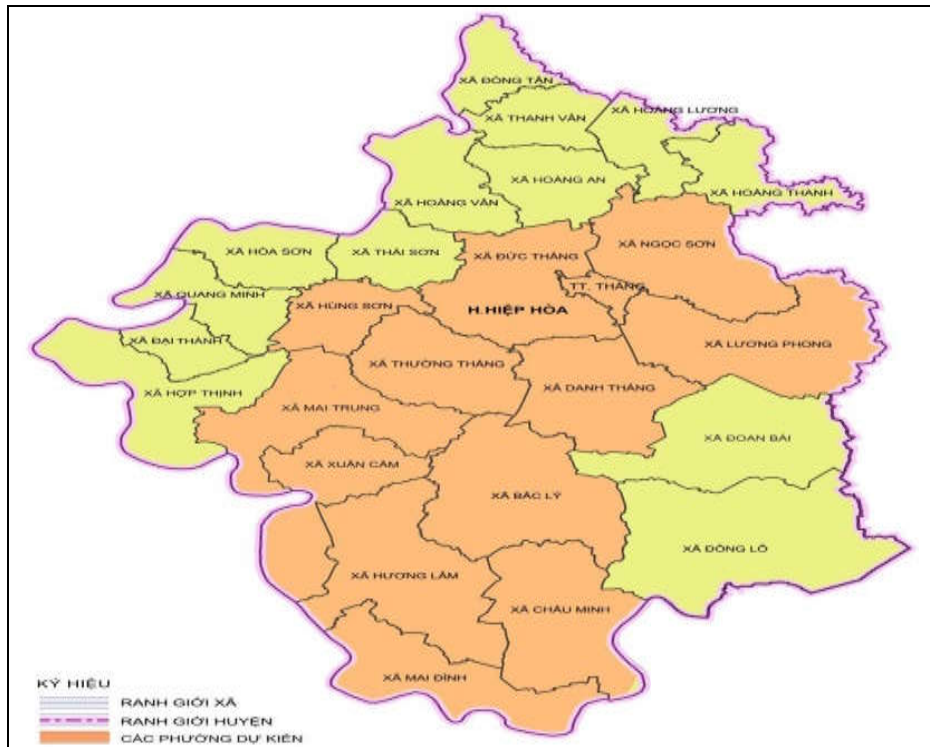 XÃ ĐỒNG TÂN
XÃ HOÀNG LƯƠNG
XÃ THANH VÂN
XÃ HOÀNG AN
XÃ HOÀNG THANH
XÃ HOÀNG VÂN
XÃ NGỌC SƠN
XÃ HÒA SƠN
XÃ THÁI SƠN
XÃ ĐỨC THẮNG
TT. THẮNG
XÃ QUANG MINH
XÃ HÙNG SƠN
H.HIỆP HÒA
XÃ ĐẠI THÀNH
XÃ LƯƠNG PHONG
XÃ THƯỜNG THẮNG
XÃ DANH THẮNG
XÃ HỢP THỊNH
XÃ MAI TRUNG
XÃ ĐOAN BÁI
XÃ XUÂN CẨM
XÃ BẮC LÝ
XÃ ĐÔNG LỖ
XÃ HƯƠNG LÂM
XÃ CHÂU MINH
XÃ MAI ĐÌNH
KÝ HIỆU
RANH GIỚI XÃ
RANH GIỚI HUYỆN
CÁC PHƯỜNG DỰ KIẾN